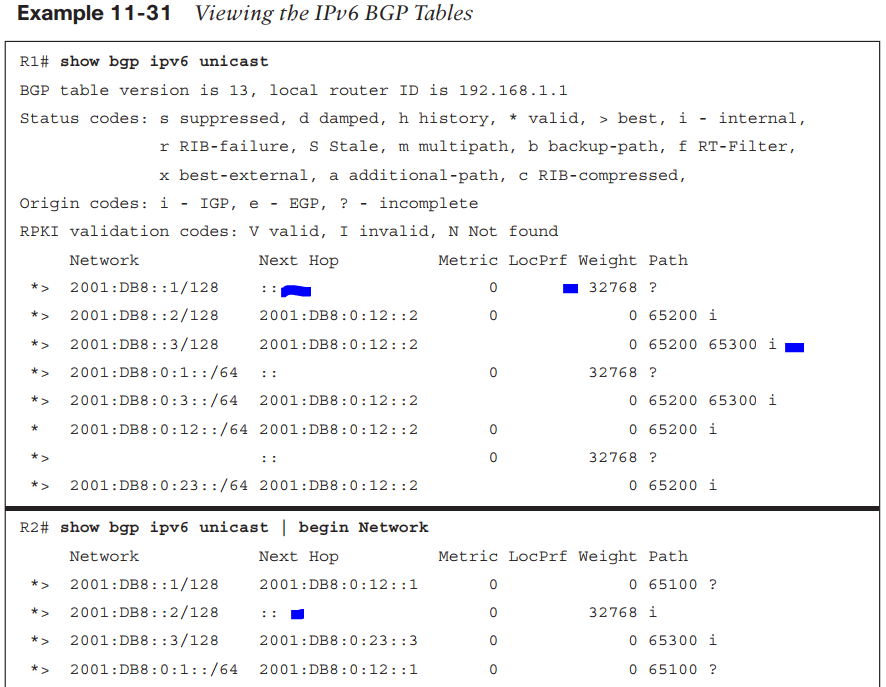 Example 11-31 Viewing the IPv6 BGP Tables
R1# show bgp ipv6 unicast
BGP table version is 13, local router ID is 192.168.1.1
Status codes: s suppressed, d damped, h history, * valid, > best, i - internal,
r RIB-failure, S Stale, m multipath, b backup-path, f RT-Filter,
x best-external, a additional-path, c RIB-compressed,
Origin codes: i - IGP, e - EGP, ? - incomplete
RPKI validation codes: V valid, I invalid, N Not found
Network Next Hop Metric LocPrf Weight Path
*> 2001:DB8::1/128 :: 0 32768 ?
*> 2001:DB8::2/128 2001:DB8:0:12::2 0 0 65200 i
*> 2001:DB8::3/128 2001:DB8:0:12::2 0 65200 65300 i
*> 2001:DB8:0:1::/64 :: 0 32768 ?
*> 2001:DB8:0:3::/64 2001:DB8:0:12::2 0 65200 65300 i
* 2001:DB8:0:12::/64 2001:DB8:0:12::2 0 0 65200 i
*> :: 0 32768 ?
*> 2001:DB8:0:23::/64 2001:DB8:0:12::2 0 65200 i
R2# show bgp ipv6 unicast | begin Network
Network Next Hop Metric LocPrf Weight Path
*> 2001:DB8::1/128 2001:DB8:0:12::1 0 0 65100 ?
*> 2001:DB8::2/128 :: 0 32768 i
*> 2001:DB8::3/128 2001:DB8:0:23::3 0 0 65300 i
*> 2001:DB8:0:1::/64 2001:DB8:0:12::1 0 0 65100 ?